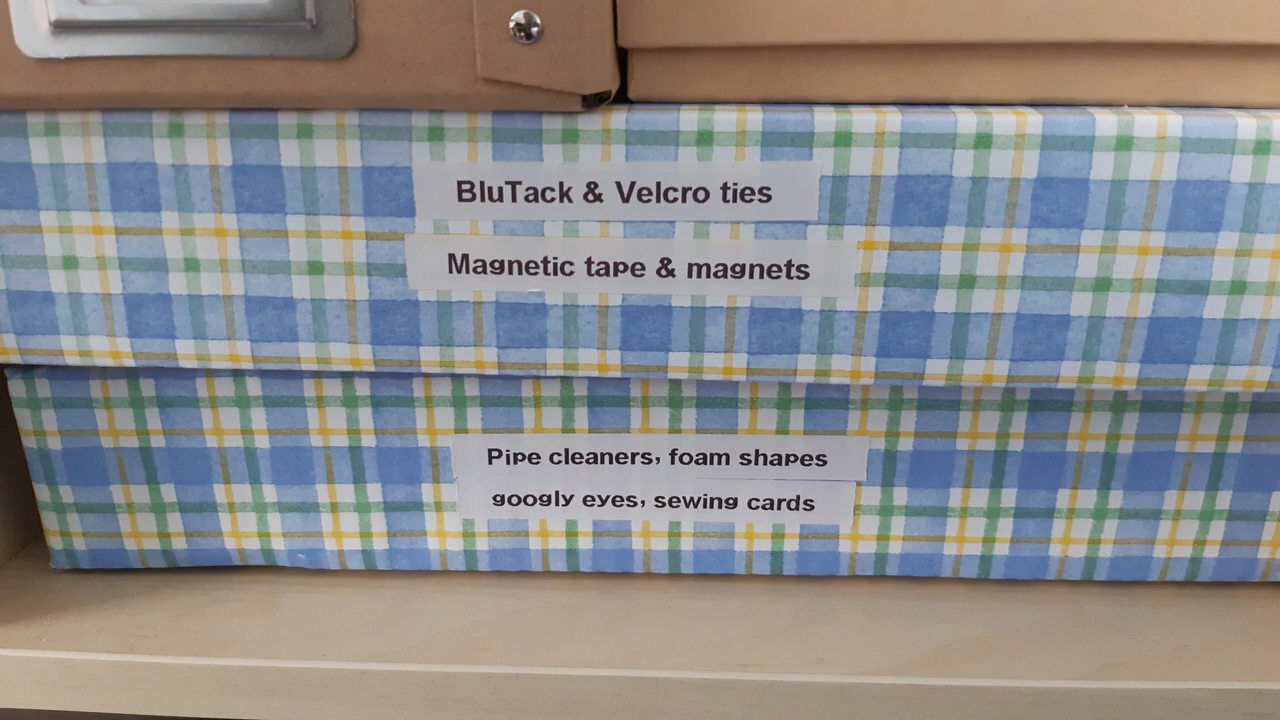 BluTack & Velcro ties
Magnetic tape & magnets
Pipe cleaners, foam shapes
googly eyes, sewing cards